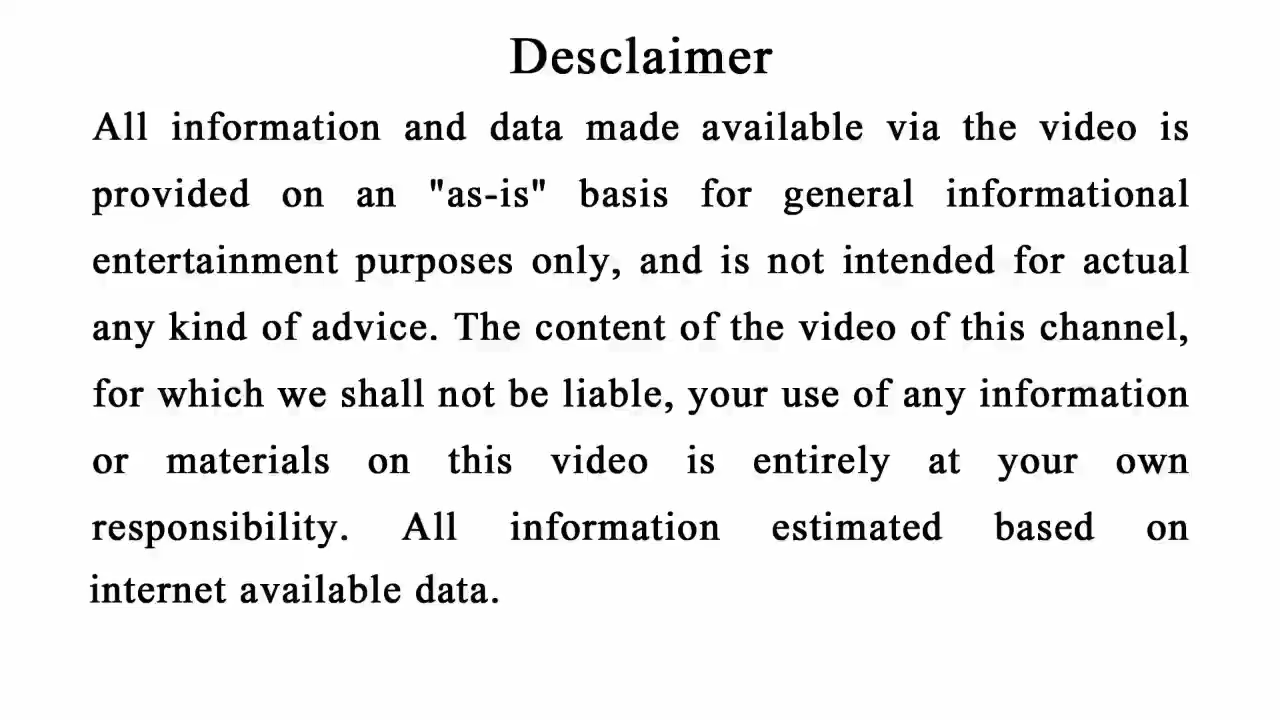 Desclaimer
All information and data made available via the video is
provided on an "as-is" basis for general informational
entertainment purposes only, and is not intended for actual
any kind of advice. The content of the video of this channel,
for which we shall not be liable, your use of any information
or materials on this video is entirely at your own
responsibility. All information estimated based on
internet available data.